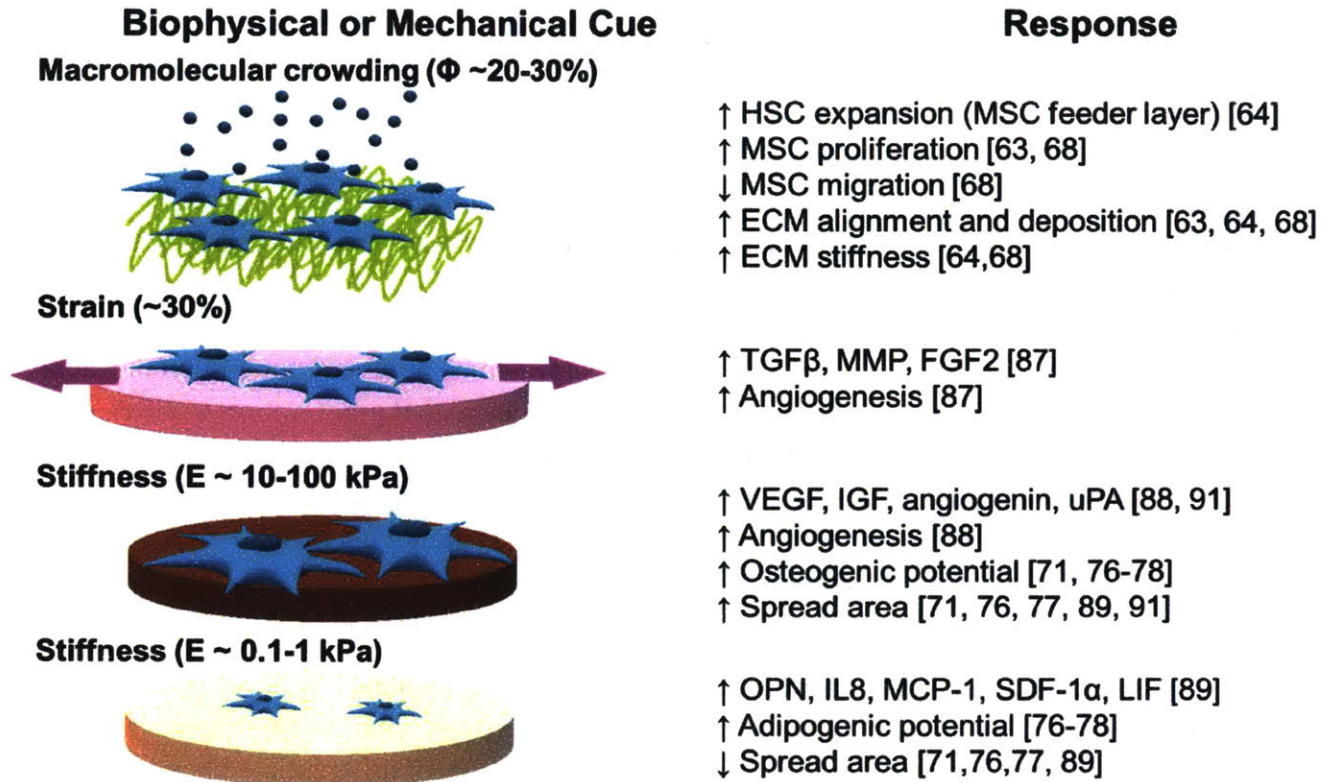 Biophysical or Mechanical Cue
Response
Macromolecular crowding (Φ ~20-30%)
↑ HSC expansion (MSC feeder layer) [64]
↑ MSC proliferation [63, 68]
↓ MSC migration [68]
↑ ECM alignment and deposition [63, 64, 68]
↑ ECM stiffness [64,68]
Strain (~30%)
↑ TGFβ, MMP, FGF2 [87]
↑ Angiogenesis [87]
Stiffness (E ~ 10-100 kPa)
↑ VEGF, IGF, angiogenin, uPA [88, 91]
↑ Angiogenesis [88]
↑ Osteogenic potential [71, 76-78]
↑ Spread area [71, 76, 77, 89, 91]
Stiffness (E ~ 0.1-1 kPa)
↑ OPN, IL8, MCP-1, SDF-1α, LIF [89]
↑ Adipogenic potential [76-78]
↓ Spread area [71,76,77, 89]